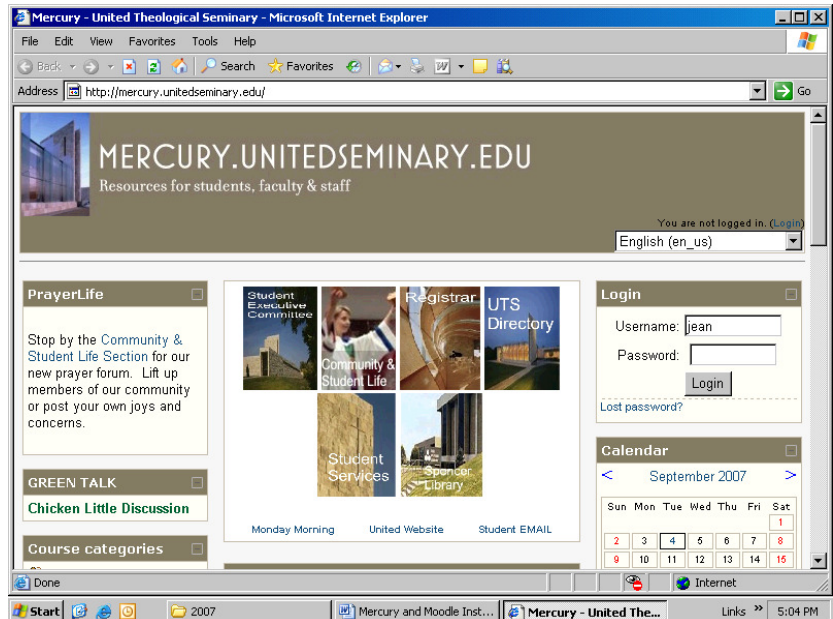 Mercury - United Theological Seminary - Microsoft Internet Explorer
File Edit View Favorites Tools Help
Back Search Favorites
Address http://mercury.unitedseminary.edu/ Go
MERCURY.UNITEDSEMINARY.EDU
Resources for students, faculty & staff
You are not logged in. (Login)
English (en_us)
PrayerLife
Stop by the Community &
Student Life Section for our
new prayer forum. Lift up
members of our community
or post your own joys and
concerns.
GREEN TALK
Chicken Little Discussion
Course categories
Student
Executive
Committee
Community &
Student Life
Registrar
UTS
Directory
Student
Services
Spencer
Library
Monday Morning United Website Student EMAIL
Login
Username: jean
Password:
Login
Lost password?
Calendar
< September 2007 >
Sun Mon Tue Wed Thu Fri Sat
1
2 3 4 5 6 7 8
9 10 11 12 13 14 15
Done Internet
Start 2007 Mercury and Moodle Inst... Mercury - United The... Links » 5:04 PM